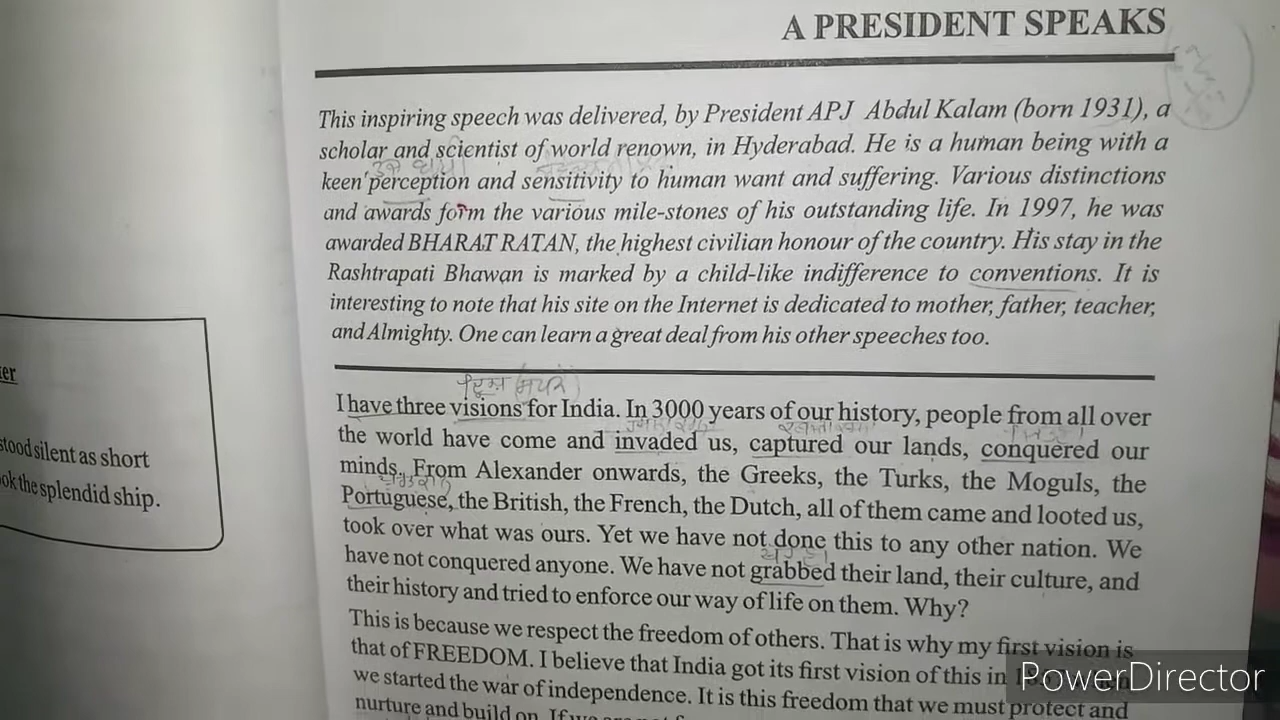 A PRESIDENT SPEAKS
This inspiring speech was delivered, by President APJ Abdul Kalam (born 1931), a
scholar and scientist of world renown, in Hyderabad. He is a human being with a
keen perception and sensitivity to human want and suffering. Various distinctions
and awards form the various mile-stones of his outstanding life. In 1997, he was
awarded BHARAT RATAN, the highest civilian honour of the country. His stay in the
Rashtrapati Bhawan is marked by a child-like indifference to conventions. It is
interesting to note that his site on the Internet is dedicated to mother, father, teacher,
and Almighty. One can learn a great deal from his other speeches too.
I have three visions for India. In 3000 years of our history, people from all over
the world have come and invaded us, captured our lands, conquered our
minds. From Alexander onwards, the Greeks, the Turks, the Moguls, the
Portuguese, the British, the French, the Dutch, all of them came and looted us,
took over what was ours. Yet we have not done this to any other nation. We
have not conquered anyone. We have not grabbed their land, their culture, and
their history and tried to enforce our way of life on them. Why?
This is because we respect the freedom of others. That is why my first vision is
that of FREEDOM. I believe that India got its first vision of this in
we started the war of independence. It is this freedom that we must protect and
nurture and build on. If we are not
er
stood silent as short
ok the splendid ship.
PowerDirector